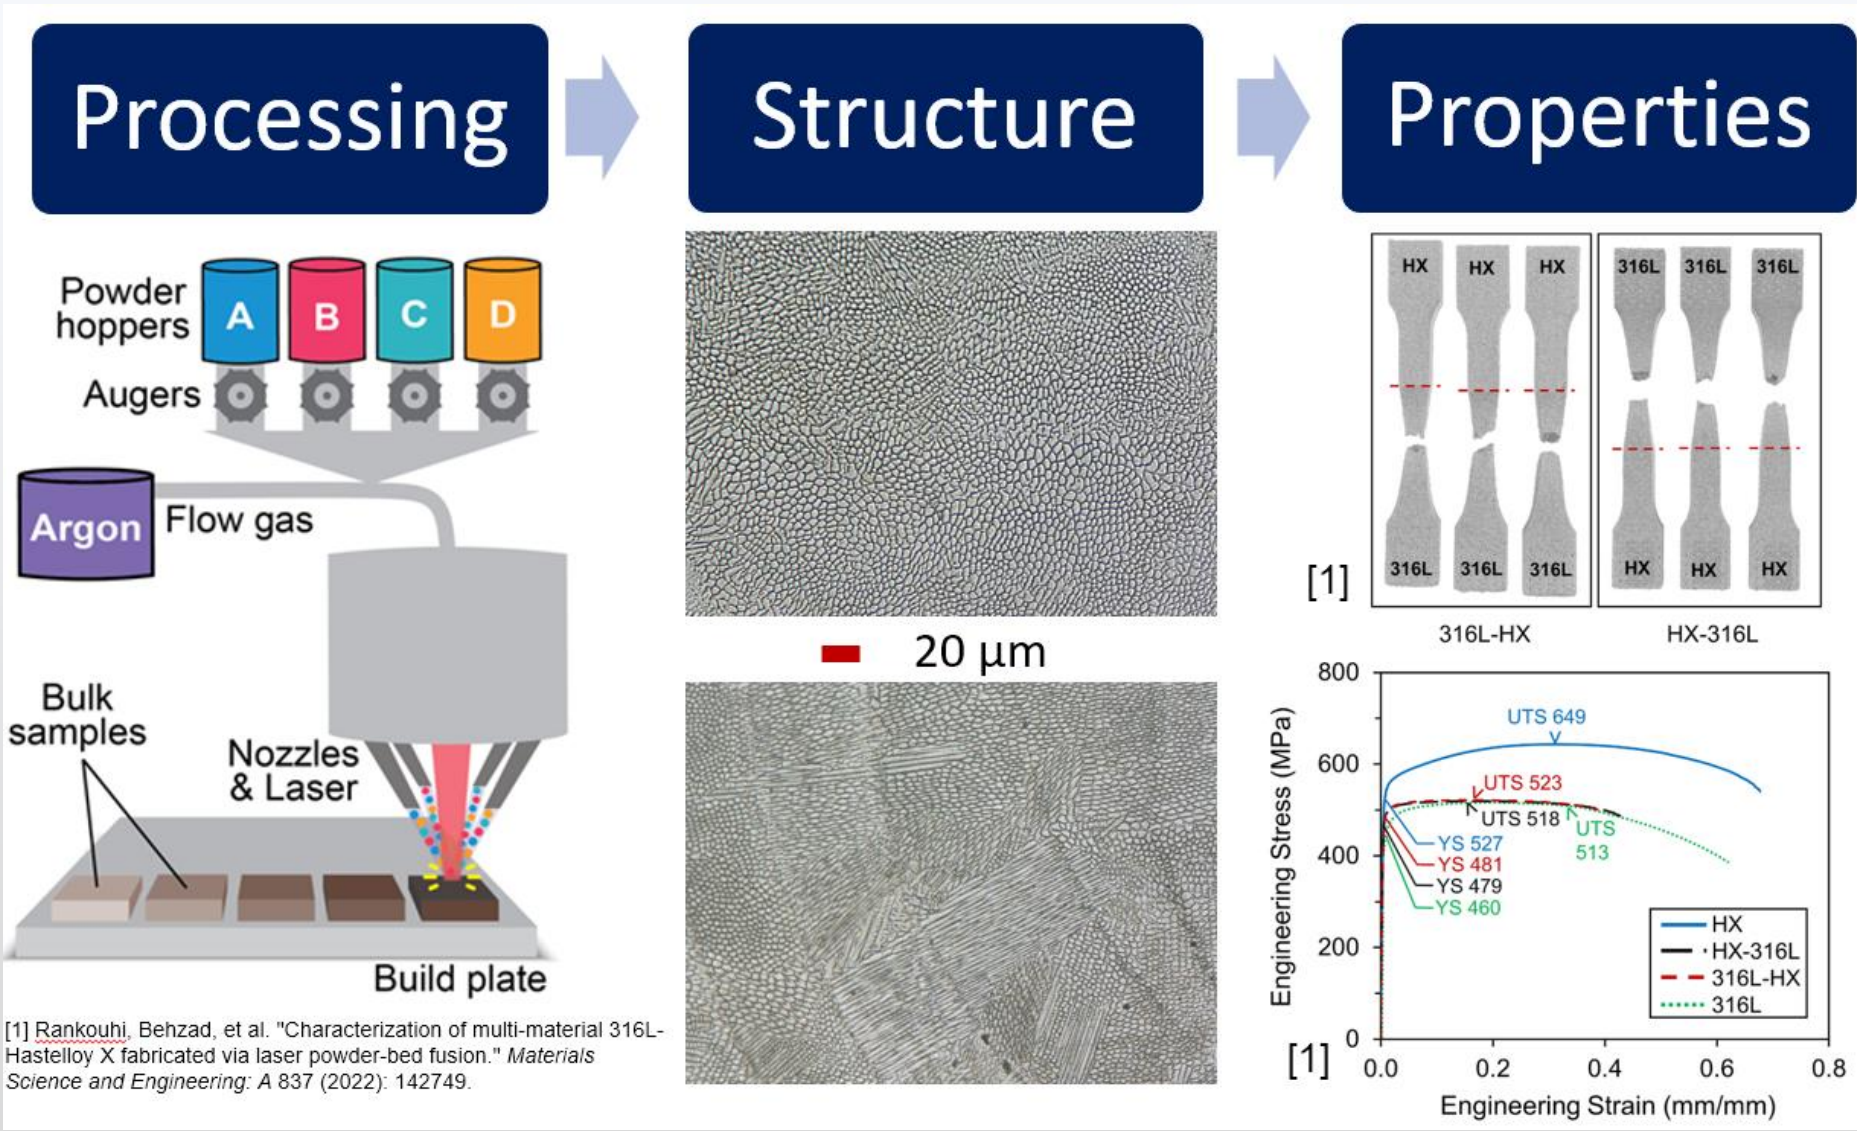 Processing
Structure
Properties
Powder
hoppers
A
B
C
D
Augers
Argon
Flow gas
Bulk
samples
Nozzles
& Laser
Build plate
[1] Rankouhi, Behzad, et al. "Characterization of multi-material 316L-
Hastelloy X fabricated via laser powder-bed fusion." Materials
Science and Engineering: A 837 (2022): 142749.
20 µm
HX
HX
HX
316L
316L
316L
316L
316L
316L
HX
HX
HX
[1]
316L-HX
HX-316L
800
600
400
200
0
Engineering Stress (MPa)
UTS 649
UTS 523
UTS 518
UTS
513
YS 527
YS 481
YS 479
YS 460
HX
HX-316L
316L-HX
316L
[1]
0.0
0.2
0.4
0.6
0.8
Engineering Strain (mm/mm)